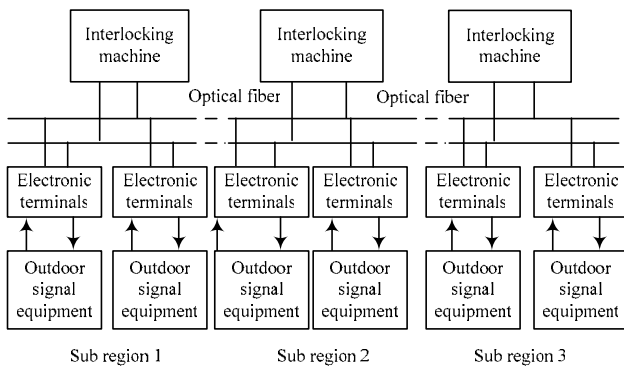 Interlocking
machine
Interlocking
machine
Interlocking
machine
Optical fiber
Optical fiber
Electronic
terminals
Electronic
terminals
Electronic
terminals
Electronic
terminals
Electronic
terminals
Electronic
terminals
Outdoor
signal
equipment
Outdoor
signal
equipment
Outdoor
signal
equipment
Outdoor
signal
equipment
Outdoor
signal
equipment
Outdoor
signal
equipment
Sub region 1
Sub region 2
Sub region 3